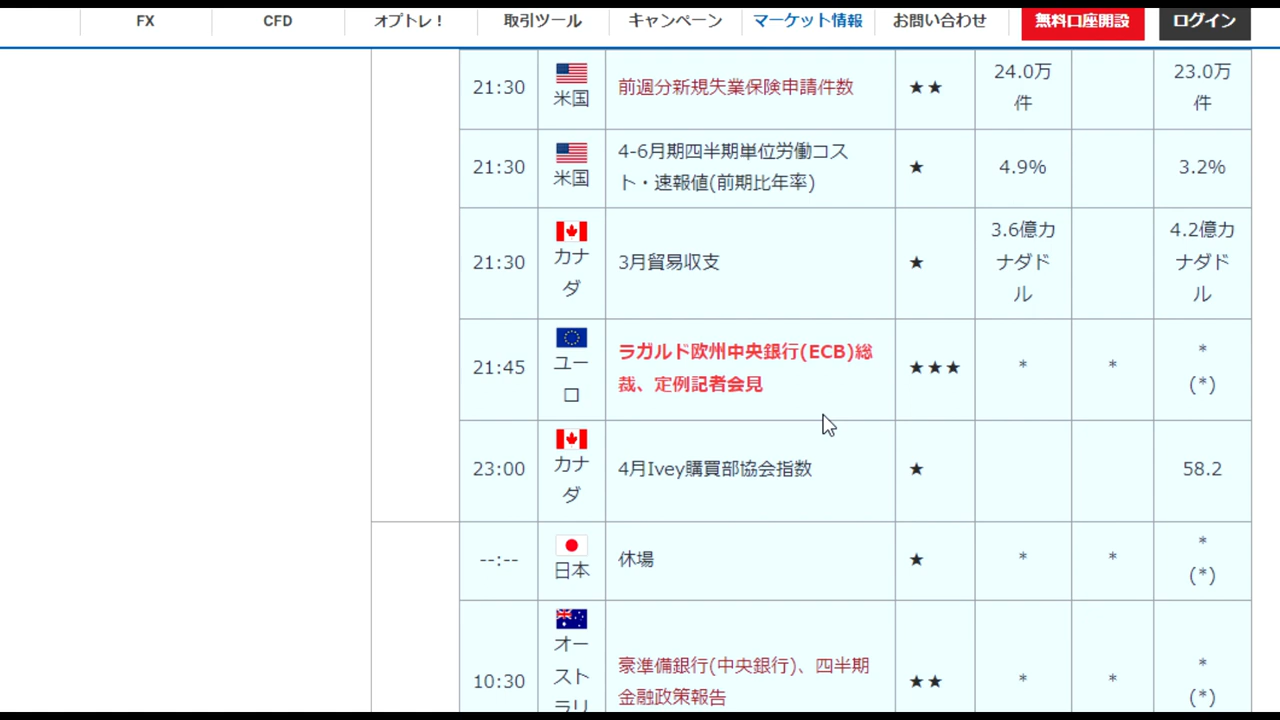 FX
CFD
オプトレ！
取引ツール
キャンペーン
マーケット情報
お問い合わせ
無料口座開設
ログイン
21:30
米国
前週分新規失業保険申請件数
★★
24.0万
件
23.0万
件
21:30
米国
4-6月期四半期単位労働コス
ト・速報値(前期比年率)
★
4.9%
3.2%
21:30
カナ
ダ
3月貿易収支
★
3.6億カ
ナダド
ル
4.2億カ
ナダド
ル
21:45
ユー
ロ
ラガルド欧州中央銀行(ECB)総
裁、定例記者会見
★★★
*
*
*
(*)
23:00
カナ
ダ
4月Ivey購買部協会指数
★
58.2
--:--
日本
休場
★
*
*
*
(*)
10:30
オー
スト
ラリ
豪準備銀行(中央銀行)、四半期
金融政策報告
★★
*
*
*
(*)